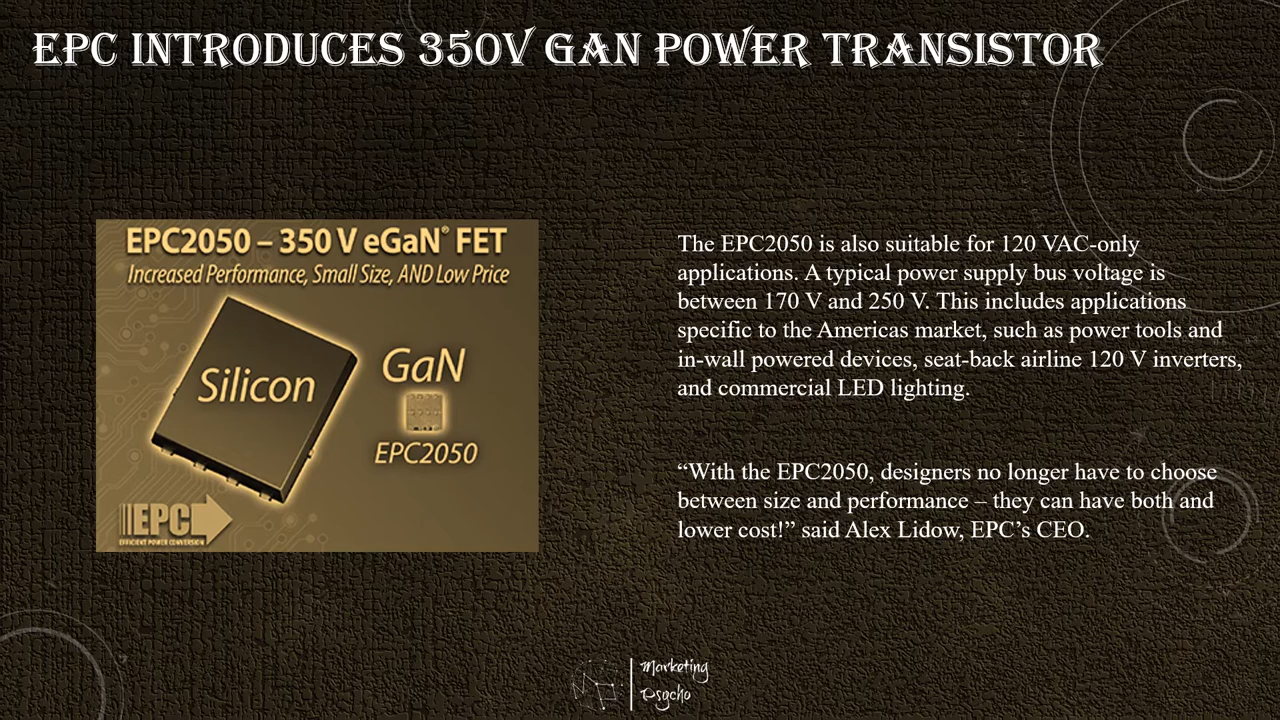 EPC INTRODUCES 350V GAN POWER TRANSISTOR
EPC2050 – 350 V eGaN® FET
Increased Performance, Small Size, AND Low Price
Silicon
GaN
EPC2050
EPC
EFFICIENT POWER CONVERSION
The EPC2050 is also suitable for 120 VAC-only
applications. A typical power supply bus voltage is
between 170 V and 250 V. This includes applications
specific to the Americas market, such as power tools and
in-wall powered devices, seat-back airline 120 V inverters,
and commercial LED lighting.
“With the EPC2050, designers no longer have to choose
between size and performance – they can have both and
lower cost!” said Alex Lidow, EPC’s CEO.
Marketing
Psycho